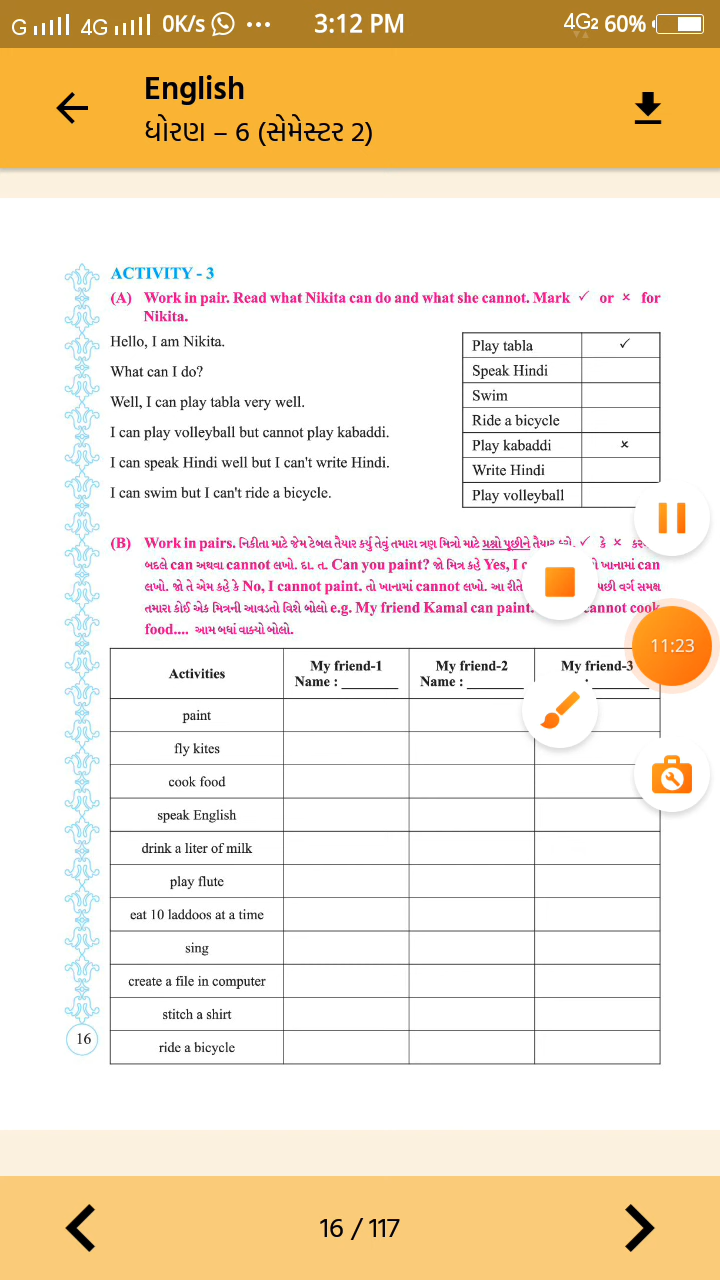 G 4G 0K/s ••• 3:12 PM 4G2 60%
English
ધોરણ – 6 (સેમેસ્ટર 2)
ACTIVITY - 3
(A) Work in pair. Read what Nikita can do and what she cannot. Mark ✓ or × for
Nikita.
Hello, I am Nikita.
What can I do?
Well, I can play tabla very well.
I can play volleyball but cannot play kabaddi.
I can speak Hindi well but I can't write Hindi.
I can swim but I can't ride a bicycle.
Play tabla ✓
Speak Hindi
Swim
Ride a bicycle
Play kabaddi ×
Write Hindi
Play volleyball
(B) Work in pairs. નિકીતા માટે જેમ ટેબલ તૈયાર કર્યું તેવું તમારા ત્રણ મિત્રો માટે પ્રશ્નો પૂછીને તૈયાર ✓ કે ×
બદલે can અથવા cannot લખો. દા. ત. Can you paint? જો મિત્ર કહે Yes, I ખાનામાં can
લખો. જો તે એમ કહે કે No, I cannot paint. તો ખાનામાં cannot લખો. આ રીતે પછી વર્ગ સમક્ષ
તમારા કોઈ એક મિત્રની આવડતો વિશે બોલો e.g. My friend Kamal can paint. cannot cook
food.... આમ બધાં વાક્યો બોલો.
Activities My friend-1 Name : ________ My friend-2 Name : ________ My friend-3
paint
fly kites
cook food
speak English
drink a liter of milk
play flute
eat 10 laddoos at a time
sing
create a file in computer
stitch a shirt
ride a bicycle
11:23
16
16 / 117